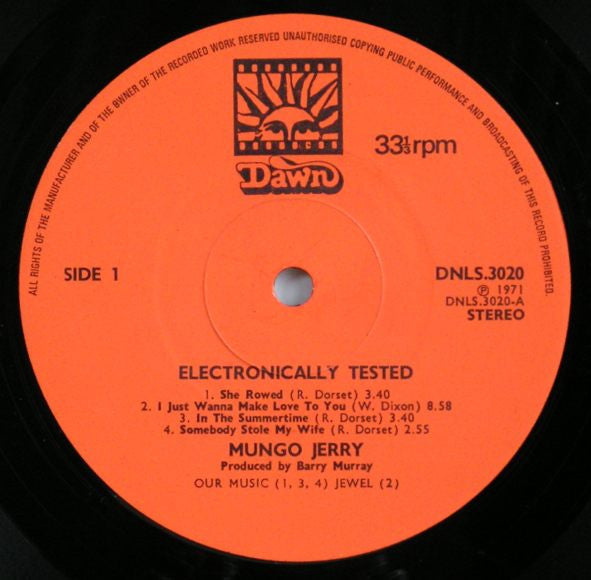 ALL RIGHTS OF THE MANUFACTURER AND OF THE OWNER OF THE RECORDED WORK RESERVED UNAUTHORISED COPYING PUBLIC PERFORMANCE AND BROADCASTING OF THIS RECORD PROHIBITED.
Dawn
33⅓rpm
SIDE 1
DNLS.3020
Ⓟ 1971
DNLS.3020-A
STEREO
ELECTRONICALLY TESTED
1. She Rowed (R. Dorset) 3.40
2. I Just Wanna Make Love To You (W. Dixon) 8.58
3. In The Summertime (R. Dorset) 3.40
4. Somebody Stole My Wife (R. Dorset) 2.55
MUNGO JERRY
Produced by Barry Murray
OUR MUSIC (1, 3, 4) JEWEL (2)